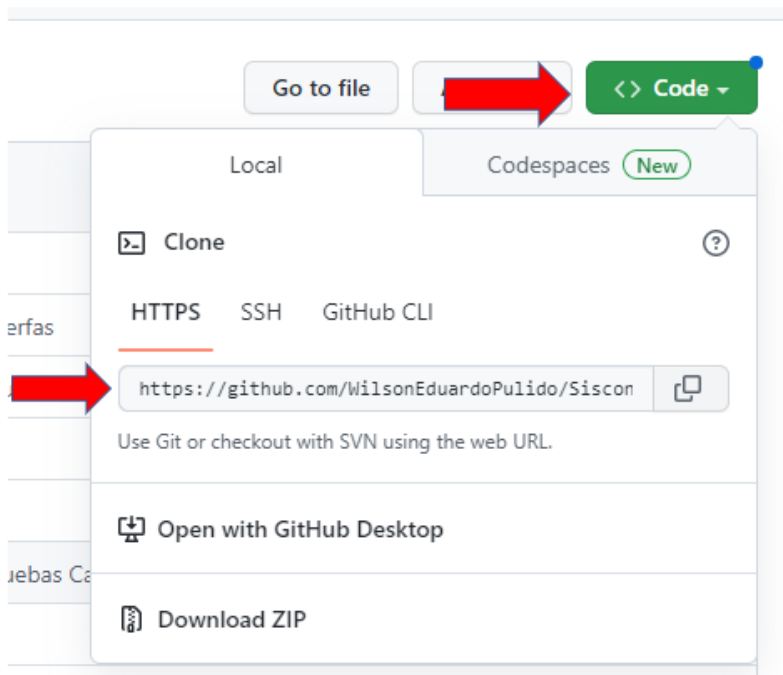 Go to file
<> Code
Local
Codespaces New
Clone
HTTPS SSH GitHub CLI
erfas
https://github.com/WilsonEduardoPulido/Siscon
Use Git or checkout with SVN using the web URL.
Open with GitHub Desktop
uebas Ca
Download ZIP